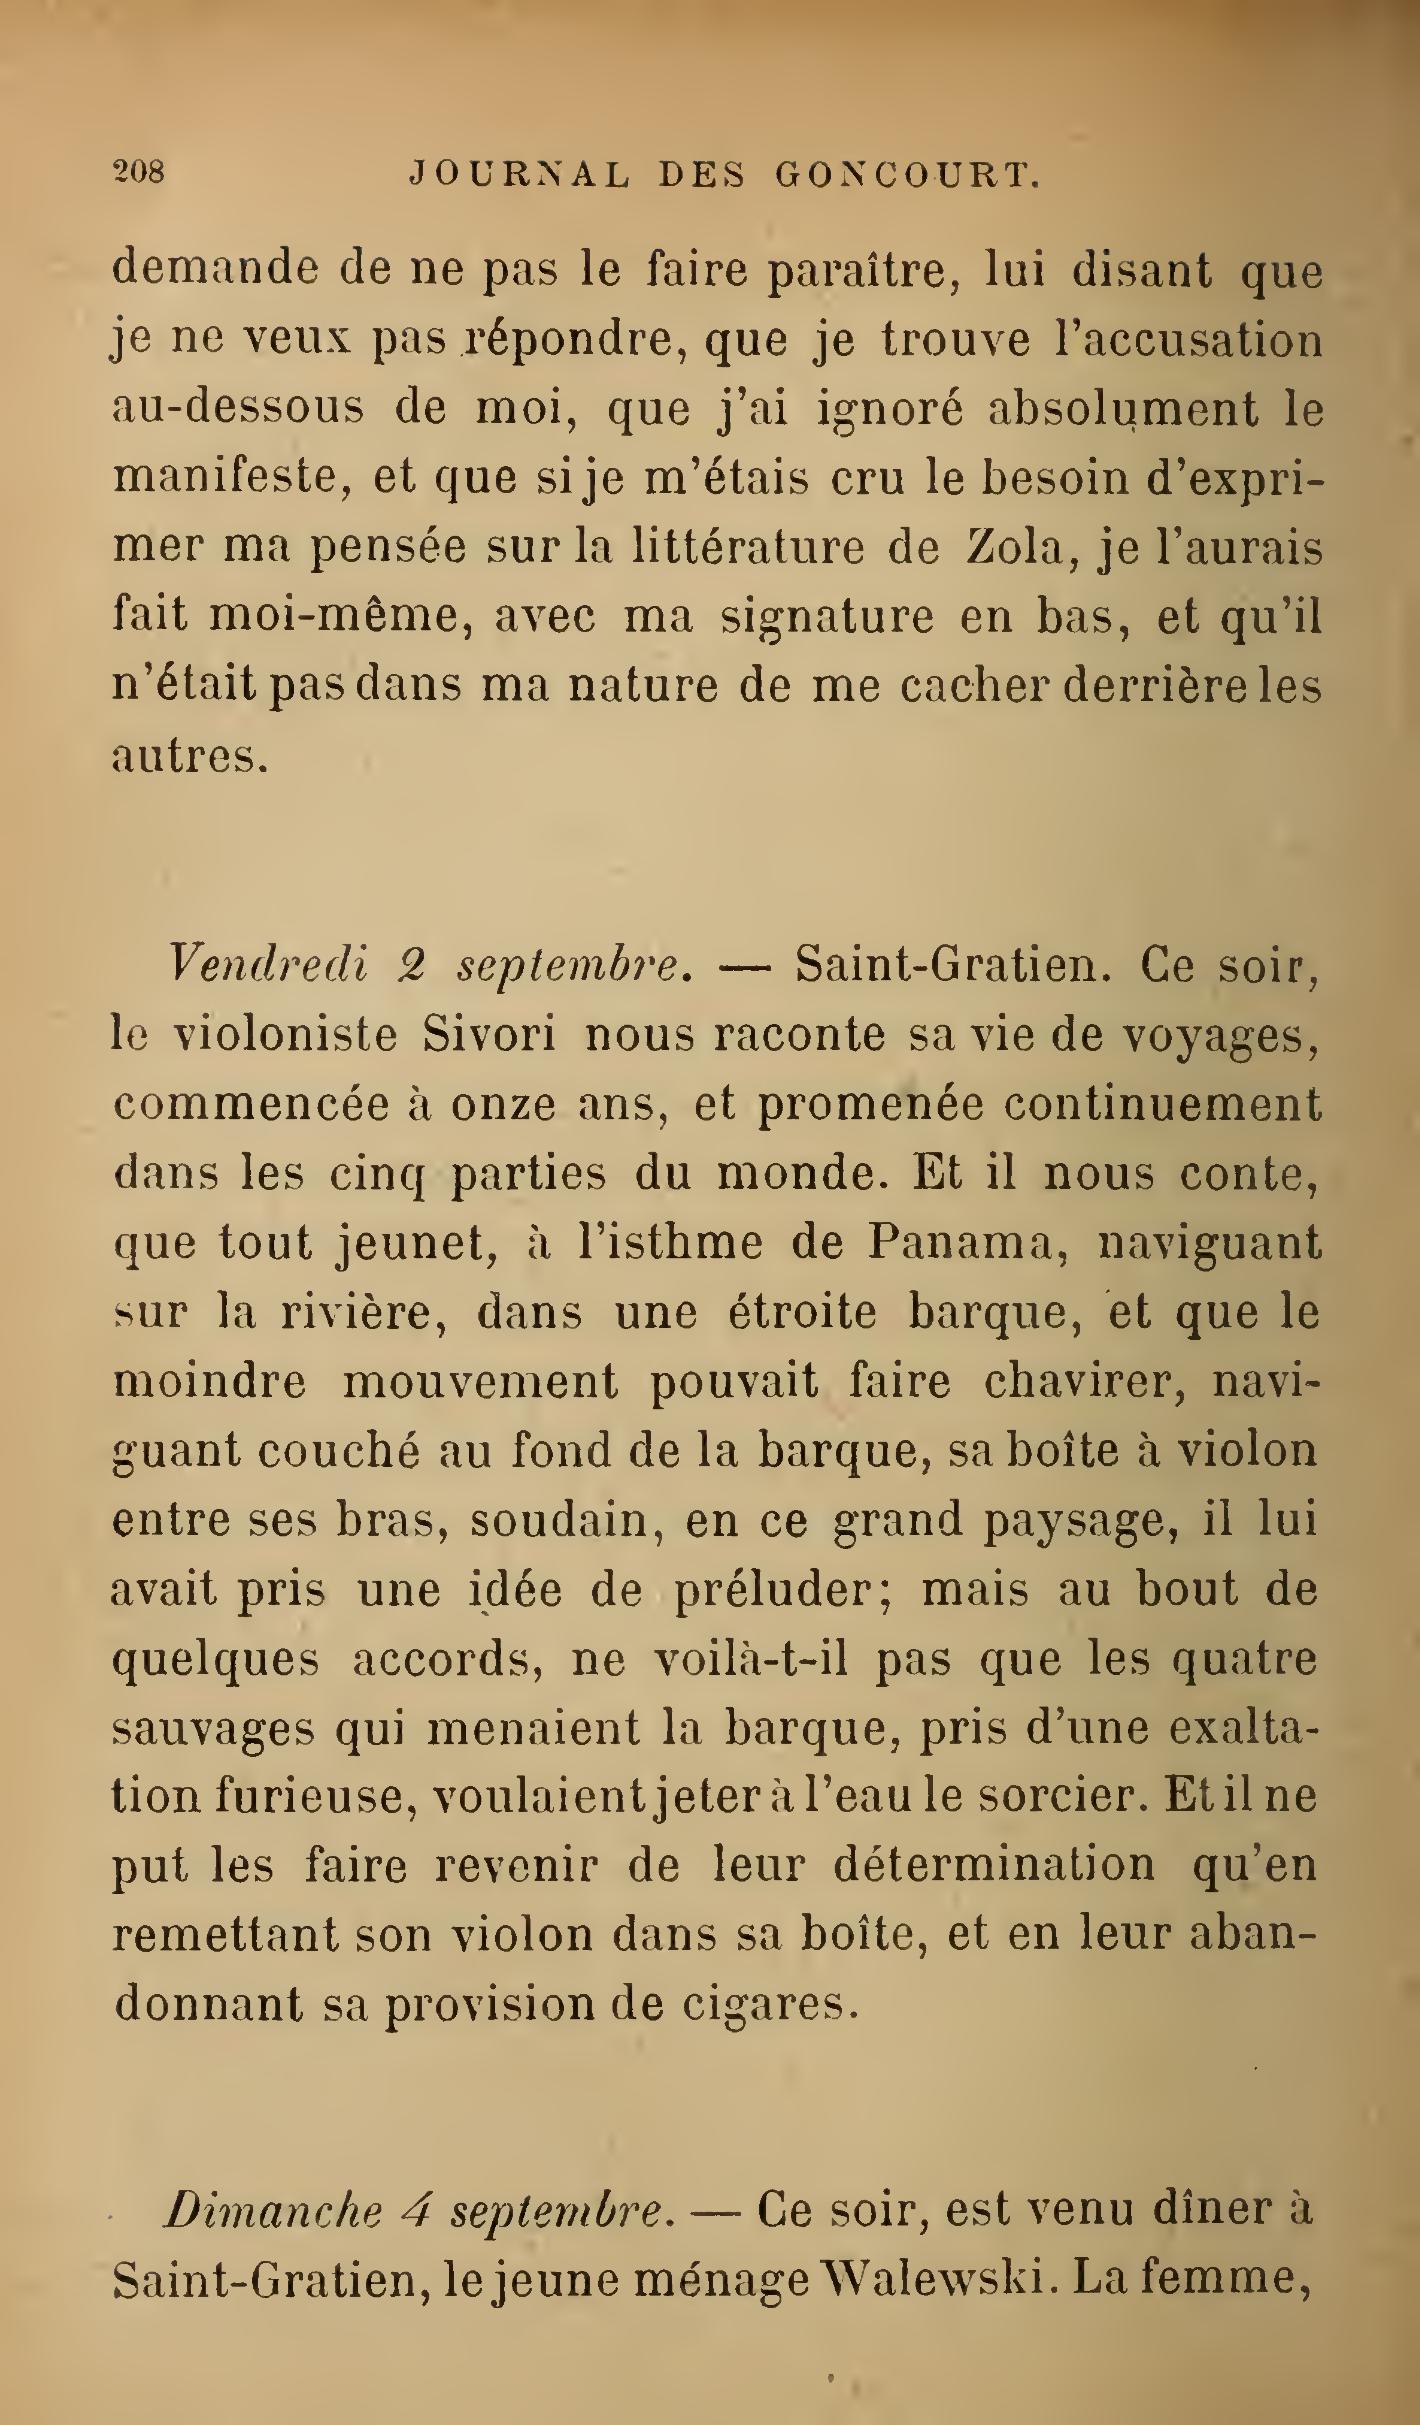 208 JOURNAL DES GONCOURT.
demande de ne pas le faire paraître, lui disant que
je ne veux pas répondre, que je trouve l'accusation
au-dessous de moi, que j'ai ignoré absolument le
manifeste, et que si je m'étais cru le besoin d'expri-
mer ma pensée sur la littérature de Zola, je l'aurais
fait moi-même, avec ma signature en bas, et qu'il
n'était pas dans ma nature de me cacher derrière les
autres.
Vendredi 2 septembre. — Saint-Gratien. Ce soir,
le violoniste Sivori nous raconte sa vie de voyages,
commencée à onze ans, et promenée continuement
dans les cinq parties du monde. Et il nous conte,
que tout jeunet, à l'isthme de Panama, naviguant
sur la rivière, dans une étroite barque, et que le
moindre mouvement pouvait faire chavirer, navi-
guant couché au fond de la barque, sa boîte à violon
entre ses bras, soudain, en ce grand paysage, il lui
avait pris une idée de préluder; mais au bout de
quelques accords, ne voilà-t-il pas que les quatre
sauvages qui menaient la barque, pris d'une exalta-
tion furieuse, voulaient jeter à l'eau le sorcier. Et il ne
put les faire revenir de leur détermination qu'en
remettant son violon dans sa boîte, et en leur aban-
donnant sa provision de cigares.
Dimanche 4 septembre. — Ce soir, est venu dîner à
Saint-Gratien, le jeune ménage Walewski. La femme,